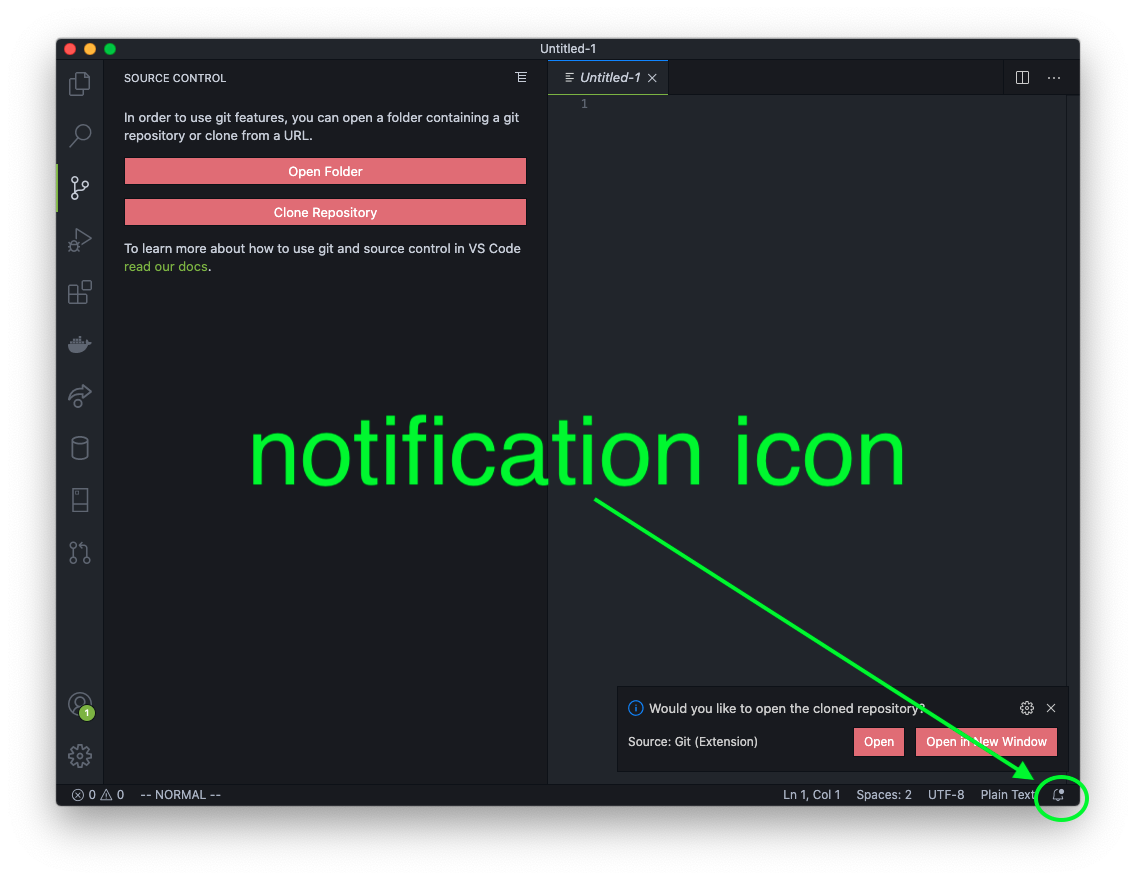 Untitled-1
SOURCE CONTROL
Untitled-1
1
In order to use git features, you can open a folder containing a git
repository or clone from a URL.
Open Folder
Clone Repository
To learn more about how to use git and source control in VS Code
read our docs.
notification icon
Would you like to open the cloned repository?
Source: Git (Extension)
Open
Open in New Window
1
0 0 -- NORMAL --
Ln 1, Col 1 Spaces: 2 UTF-8 Plain Text